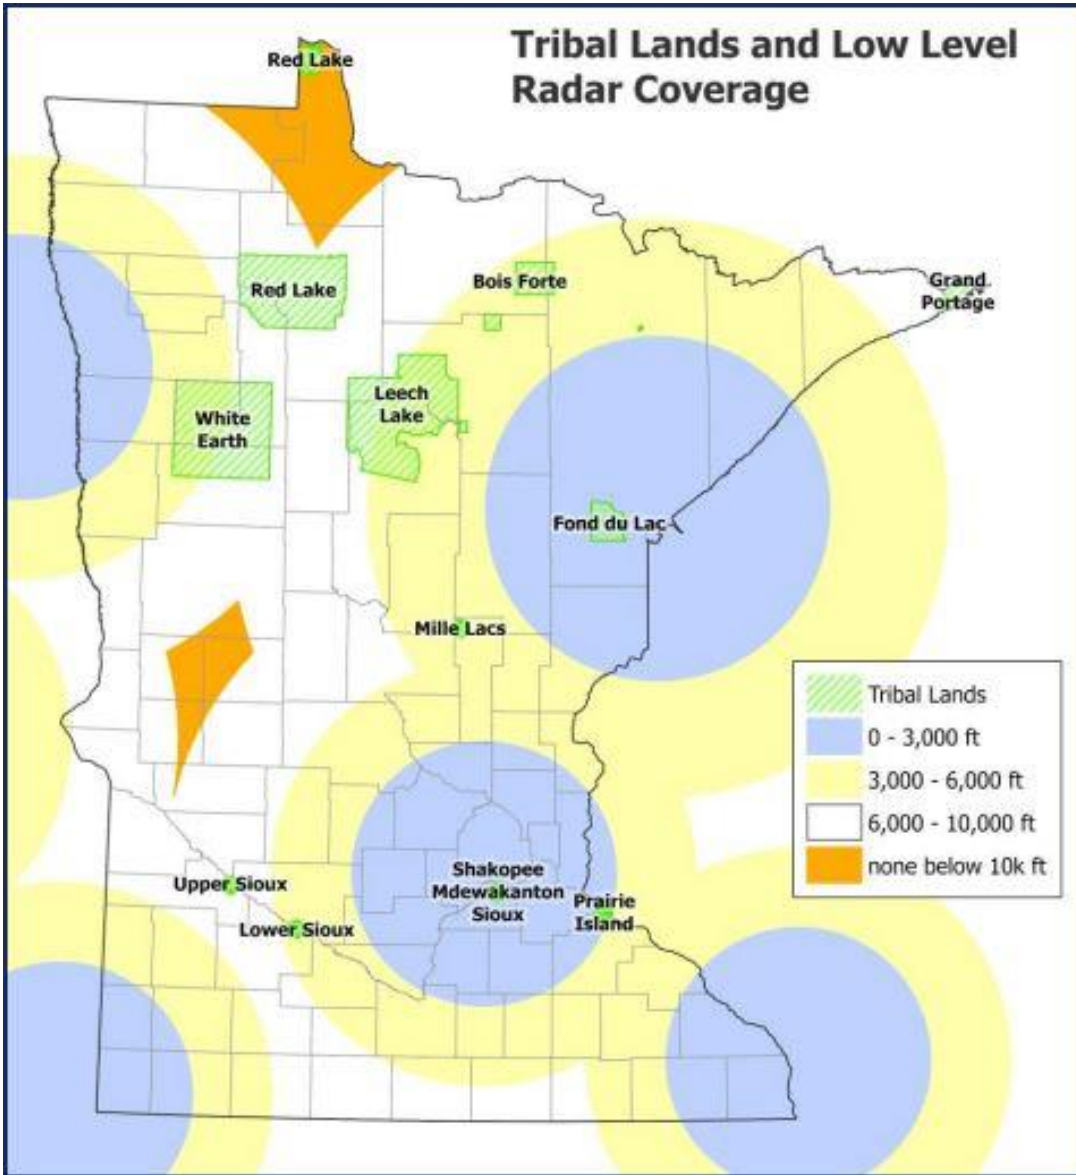 Tribal Lands and Low Level
Radar Coverage
Red Lake
Red Lake
Bois Forte
Grand
Portage
White
Earth
Leech
Lake
Fond du Lac
Mille Lacs
Tribal Lands
0 - 3,000 ft
3,000 - 6,000 ft
6,000 - 10,000 ft
none below 10k ft
Upper Sioux
Shakopee
Mdewakanton
Sioux
Prairie
Island
Lower Sioux